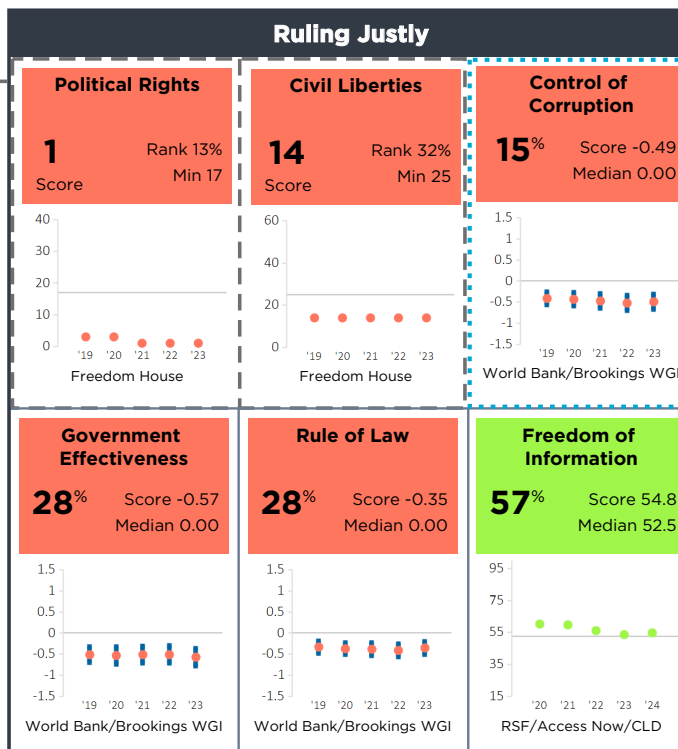 Ruling Justly
Political Rights
1
Score
Rank 13%
Min 17
40
30
20
10
0
'19 '20 '21 '22 '23
Freedom House
Civil Liberties
14
Score
Rank 32%
Min 25
60
40
20
0
'19 '20 '21 '22 '23
Freedom House
Control of
Corruption
15%
Score -0.49
Median 0.00
1.5
1
0.5
0
-0.5
-1
-1.5
'19 '20 '21 '22 '23
World Bank/Brookings WGI
Government
Effectiveness
28%
Score -0.57
Median 0.00
1.5
1
0.5
0
-0.5
-1
-1.5
'19 '20 '21 '22 '23
World Bank/Brookings WGI
Rule of Law
28%
Score -0.35
Median 0.00
1.5
1
0.5
0
-0.5
-1
-1.5
'19 '20 '21 '22 '23
World Bank/Brookings WGI
Freedom of
Information
57%
Score 54.8
Median 52.5
95
75
55
35
15
'20 '21 '22 '23 '24
RSF/Access Now/CLD